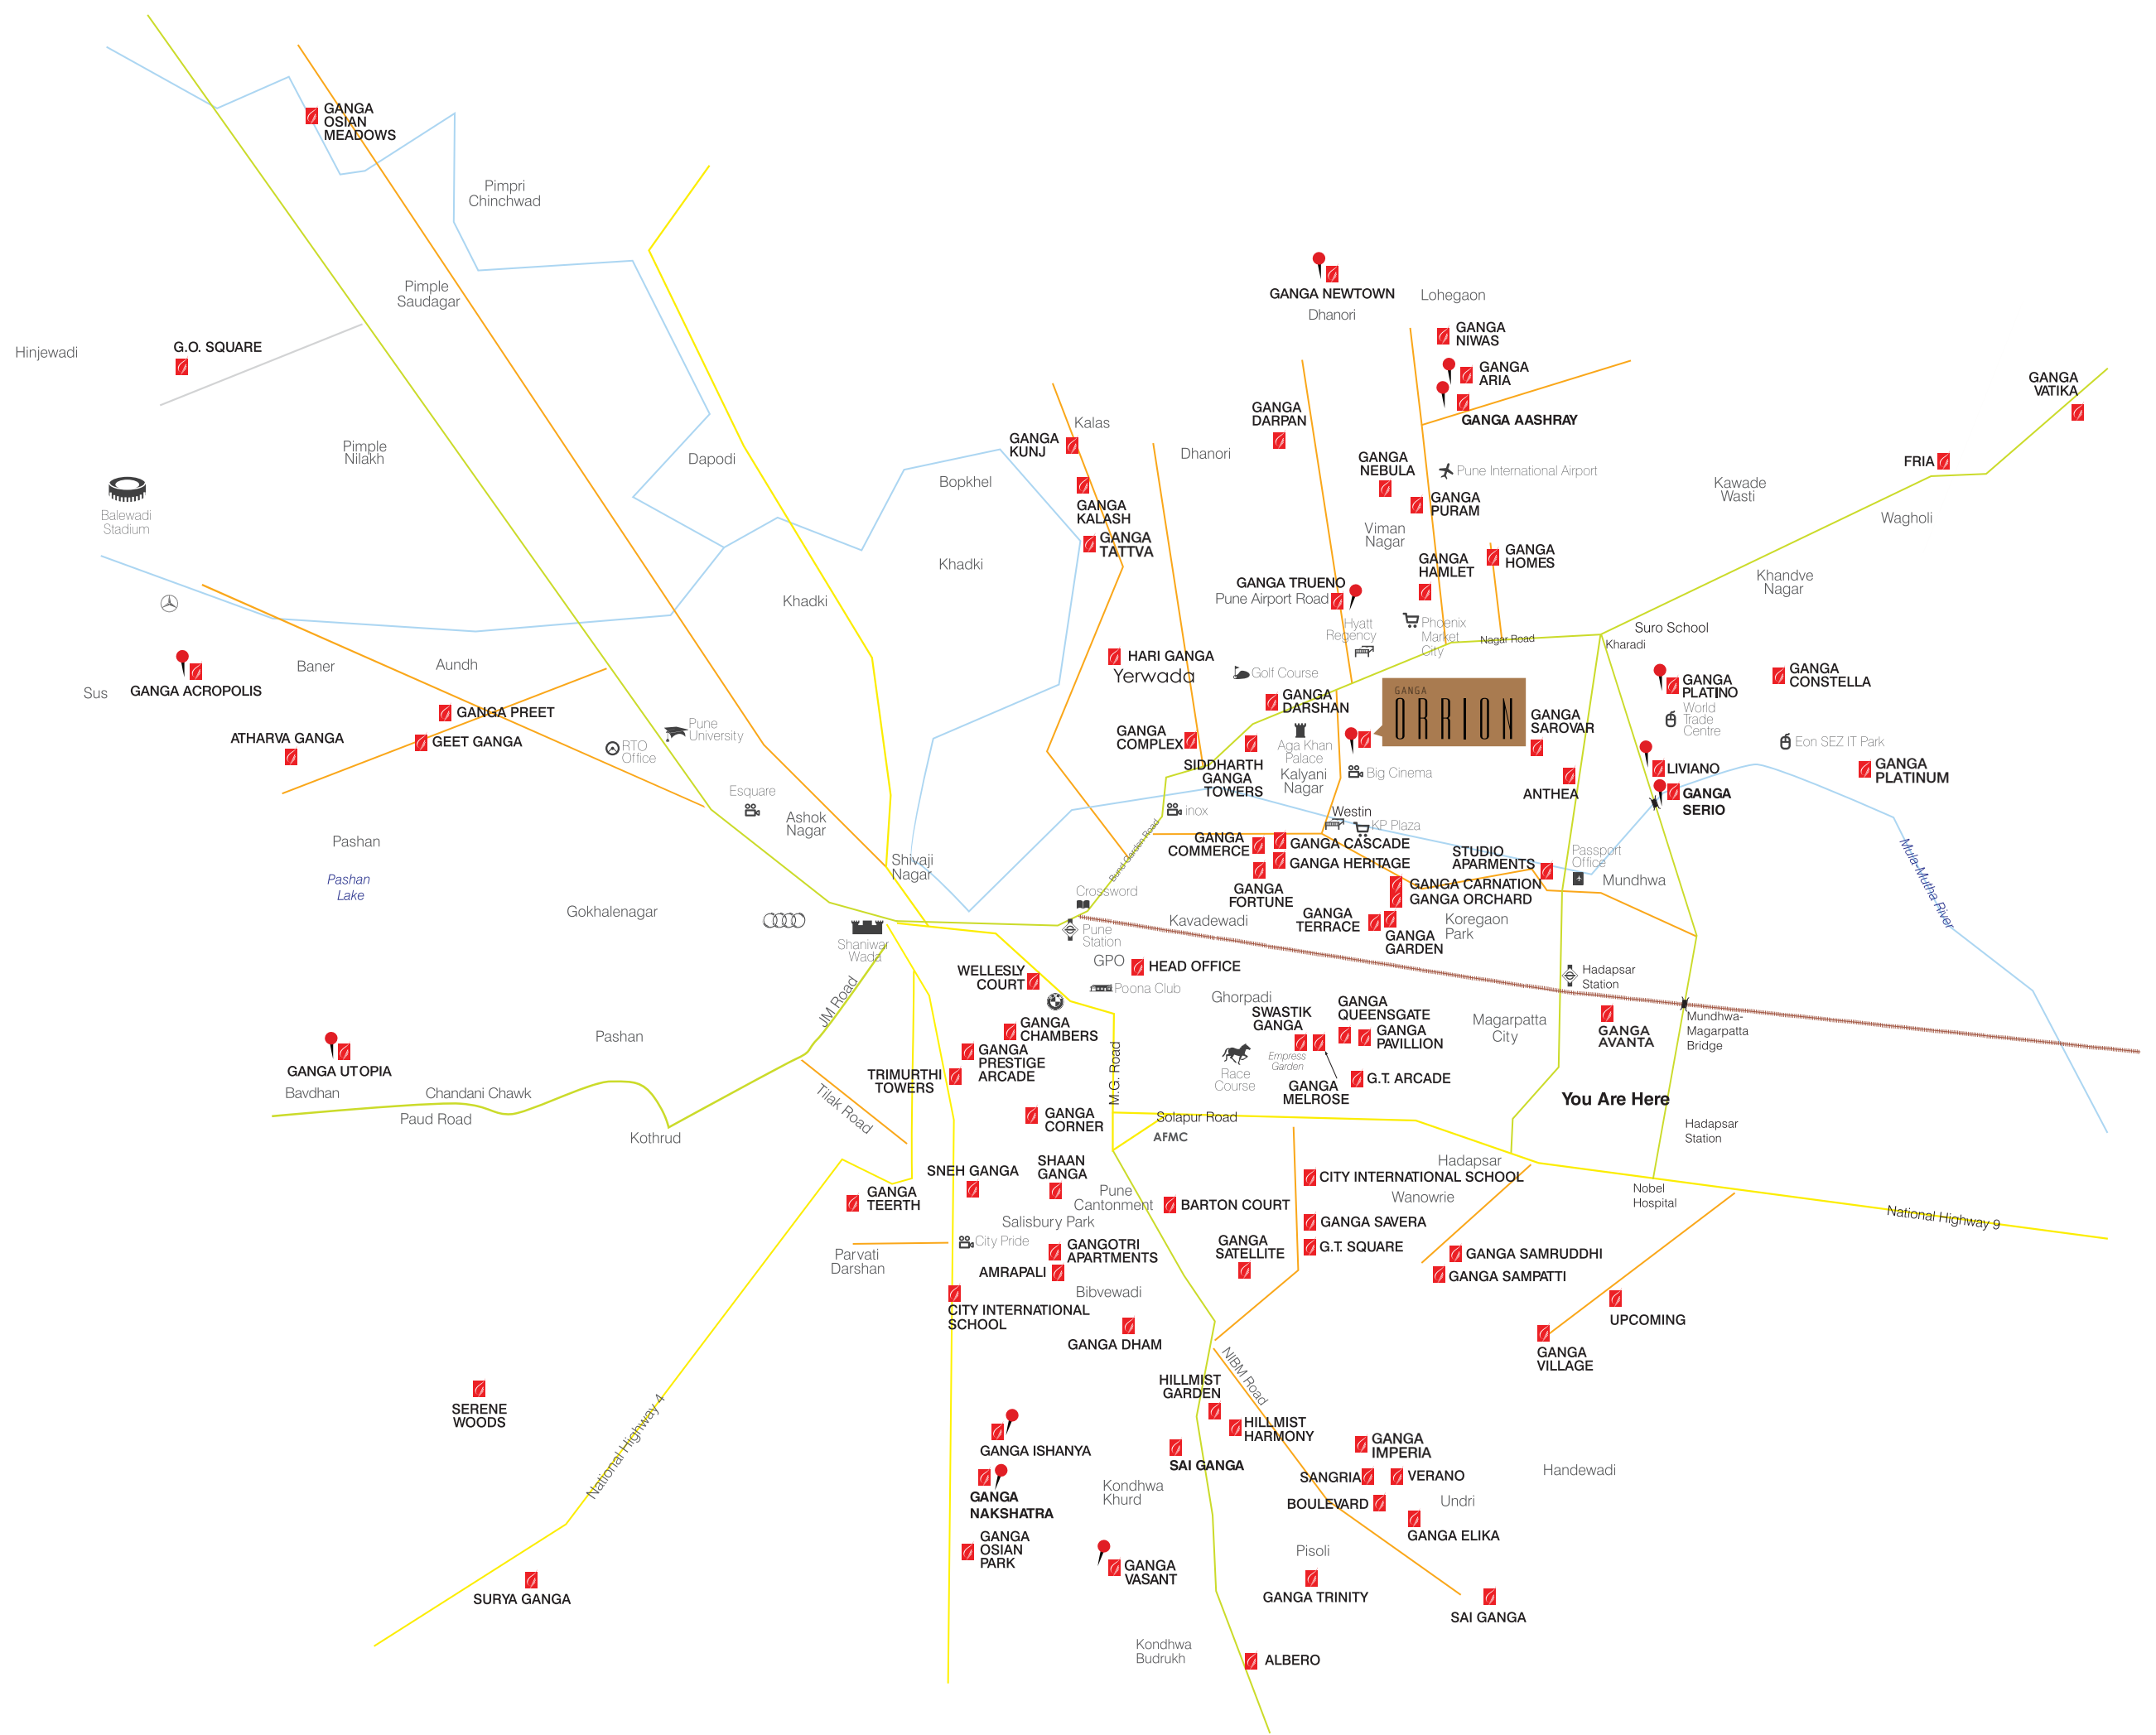 GANGA
OSIAN
MEADOWS
Pimpri
Chinchwad
Pimple
Saudagar
Hinjewadi
G.O. SQUARE
Pimple
Nilakh
Dapodi
Balewadi
Stadium
Khadki
Baner
Aundh
Sus
GANGA ACROPOLIS
GANGA PREET
ATHARVA GANGA
GEET GANGA
RTO
Office
Pune
University
Esquare
Ashok
Nagar
Pashan
Pashan
Lake
Gokhalenagar
Shivaji
Nagar
Shaniwar
Wada
JM Road
Pashan
GANGA UTOPIA
Bavdhan
Chandani Chawk
Paud Road
Kothrud
Tilak Road
GANGA NEWTOWN
Dhanori
Lohegaon
GANGA
NIWAS
GANGA
ARIA
GANGA AASHRAY
GANGA
VATIKA
Kalas
GANGA
KUNJ
GANGA
DARPAN
Dhanori
Bopkhel
GANGA
KALASH
GANGA
TATTVA
Khadki
GANGA
NEBULA
Pune International Airport
GANGA
PURAM
Viman
Nagar
GANGA
HAMLET
GANGA
HOMES
FRIA
Kawade
Wasti
Wagholi
Khandve
Nagar
GANGA TRUENO
Pune Airport Road
Hyatt
Regency
Phoenix
Market
City
Nagar Road
Suro School
Kharadi
HARI GANGA
Yerwada
Golf Course
GANGA
DARSHAN
GANGA
ORRION
GANGA
SAROVAR
GANGA
PLATINO
World
Trade
Centre
GANGA
CONSTELLA
GANGA
COMPLEX
SIDDHARTH
GANGA
TOWERS
Aga Khan
Palace
Kalyani
Nagar
Big Cinema
ANTHEA
LIVIANO
GANGA
SERIO
Eon SEZ IT Park
GANGA
PLATINUM
inox
Westin
KP Plaza
Bund Garden Road
GANGA
COMMERCE
GANGA CASCADE
GANGA HERITAGE
GANGA
FORTUNE
STUDIO
APARMENTS
Passport
Office
Mundhwa
GANGA CARNATION
GANGA ORCHARD
GANGA
TERRACE
GANGA
GARDEN
Koregaon
Park
Mula-Mutha River
Crossword
Pune
Station
Kavadewadi
GPO
HEAD OFFICE
Poona Club
WELLESLY
COURT
Hadapsar
Station
Ghorpadi
SWASTIK
GANGA
GANGA
QUEENSGATE
GANGA
PAVILLION
Magarpatta
City
GANGA
AVANTA
Mundhwa-
Magarpatta
Bridge
GANGA
CHAMBERS
GANGA
PRESTIGE
ARCADE
TRIMURTHI
TOWERS
M.G. Road
Race
Course
Empress
Garden
GANGA
MELROSE
G.T. ARCADE
You Are Here
GANGA
CORNER
Solapur Road
AFMC
Hadapsar
Station
SNEH GANGA
SHAAN
GANGA
GANGA
TEERTH
Pune
Cantonment
BARTON COURT
Hadapsar
CITY INTERNATIONAL SCHOOL
Wanowrie
Nobel
Hospital
National Highway 9
Salisbury Park
City Pride
Parvati
Darshan
GANGOTRI
APARTMENTS
AMRAPALI
GANGA
SATELLITE
GANGA SAVERA
G.T. SQUARE
GANGA SAMRUDDHI
GANGA SAMPATTI
CITY INTERNATIONAL
SCHOOL
Bibvewadi
GANGA DHAM
UPCOMING
GANGA
VILLAGE
NIBM Road
SERENE
WOODS
National Highway 4
HILLMIST
GARDEN
HILLMIST
HARMONY
GANGA ISHANYA
SAI GANGA
GANGA
IMPERIA
SANGRIA
VERANO
Handewadi
GANGA
NAKSHATRA
Kondhwa
Khurd
BOULEVARD
Undri
GANGA ELIKA
GANGA
OSIAN
PARK
GANGA
VASANT
Pisoli
GANGA TRINITY
SURYA GANGA
SAI GANGA
Kondhwa
Budrukh
ALBERO